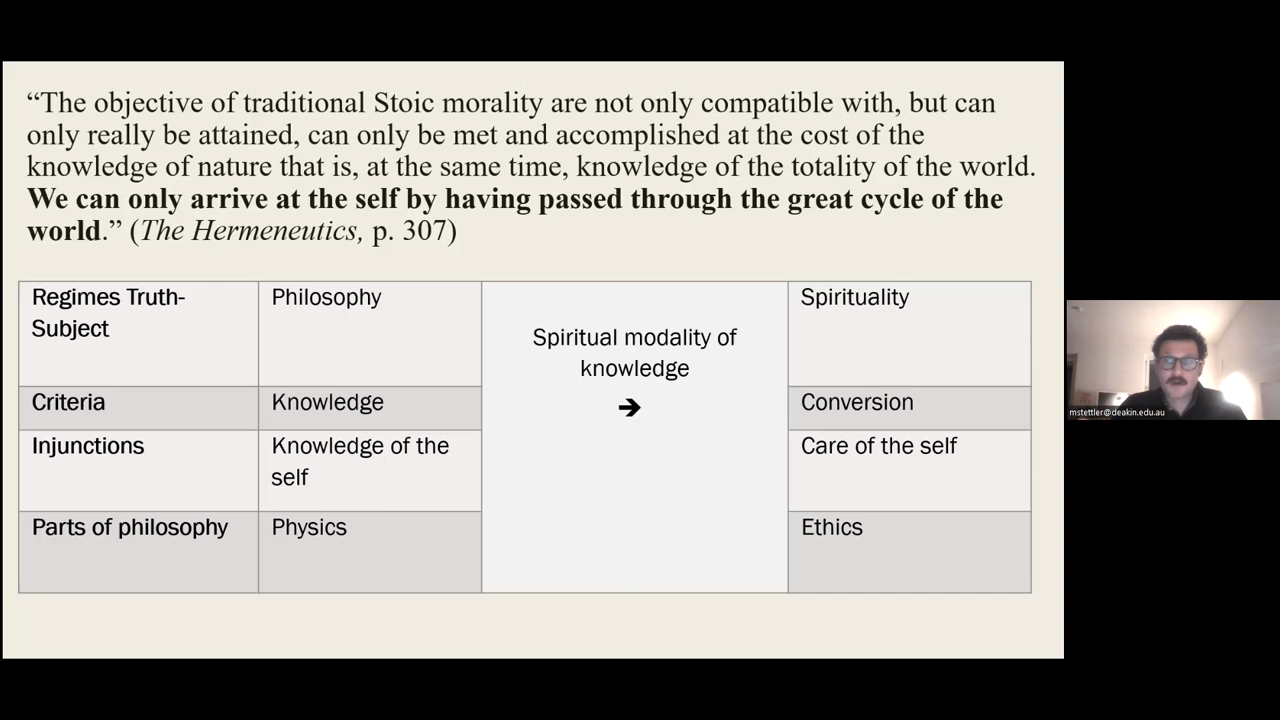 “The objective of traditional Stoic morality are not only compatible with, but can
only really be attained, can only be met and accomplished at the cost of the
knowledge of nature that is, at the same time, knowledge of the totality of the world.
We can only arrive at the self by having passed through the great cycle of the
world.” (The Hermeneutics, p. 307)
Regimes Truth-
Subject
Philosophy
Spiritual modality of
knowledge
➔
Spirituality
Criteria
Knowledge
Conversion
Injunctions
Knowledge of the
self
Care of the self
Parts of philosophy
Physics
Ethics
mstettler@deakin.edu.au